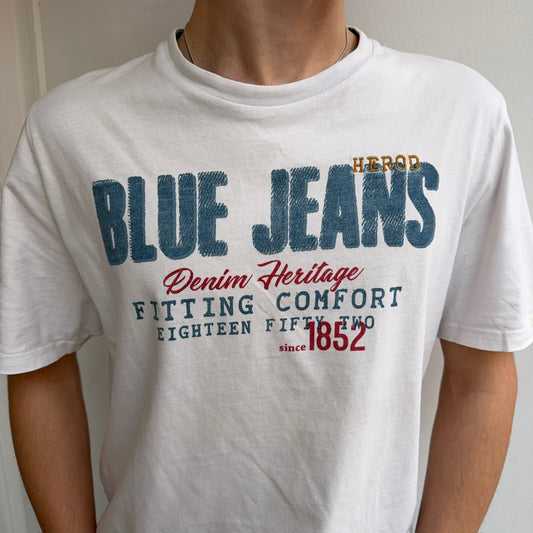 HEROD
BLUE JEANS
Denim Heritage
FITTING COMFORT
EIGHTEEN FIFTY TWO
since 1852